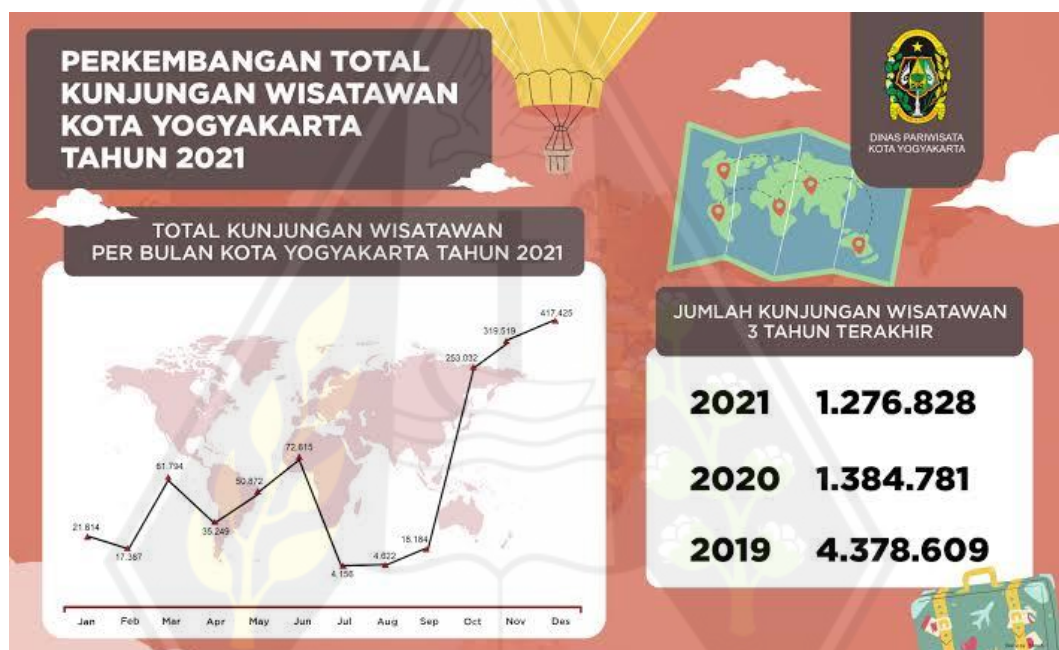 PERKEMBANGAN TOTAL
KUNJUNGAN WISATAWAN
KOTA YOGYAKARTA
TAHUN 2021
DINAS PARIWISATA
KOTA YOGYAKARTA
TOTAL KUNJUNGAN WISATAWAN
PER BULAN KOTA YOGYAKARTA TAHUN 2021
21.814
17.387
61.794
35.249
50.872
72.615
4.156
4.622
18.184
253.032
319.519
417.425
Jan Feb Mar Apr May Jun Jul Aug Sep Oct Nov Des
JUMLAH KUNJUNGAN WISATAWAN
3 TAHUN TERAKHIR
2021 1.276.828
2020 1.384.781
2019 4.378.609